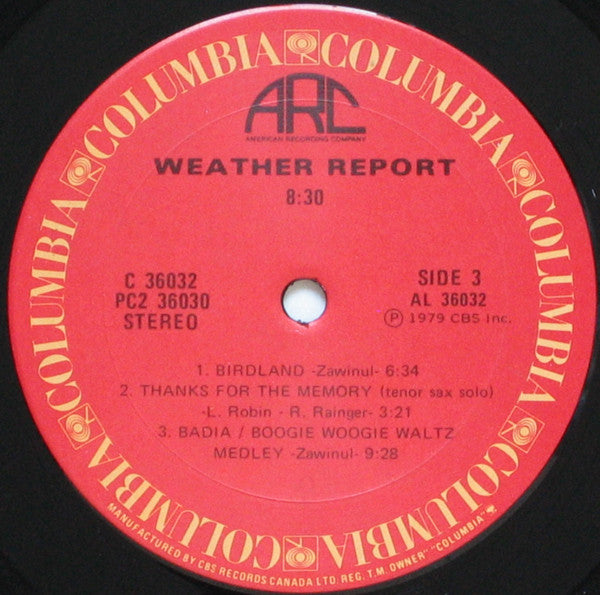 COLUMBIA COLUMBIA COLUMBIA COLUMBIA COLUMBIA COLUMBIA COLUMBIA COLUMBIA
ARC
AMERICAN RECORDING COMPANY
WEATHER REPORT
8:30
C 36032
PC2 36030
STEREO
SIDE 3
AL 36032
Ⓟ 1979 CBS Inc.
1. BIRDLAND -Zawinul- 6:34
2. THANKS FOR THE MEMORY (tenor sax solo)
-L. Robin - R. Rainger- 3:21
3. BADIA / BOOGIE WOOGIE WALTZ
MEDLEY -Zawinul- 9:28
MANUFACTURED BY CBS RECORDS CANADA LTD. REG. T.M. OWNER "COLUMBIA"